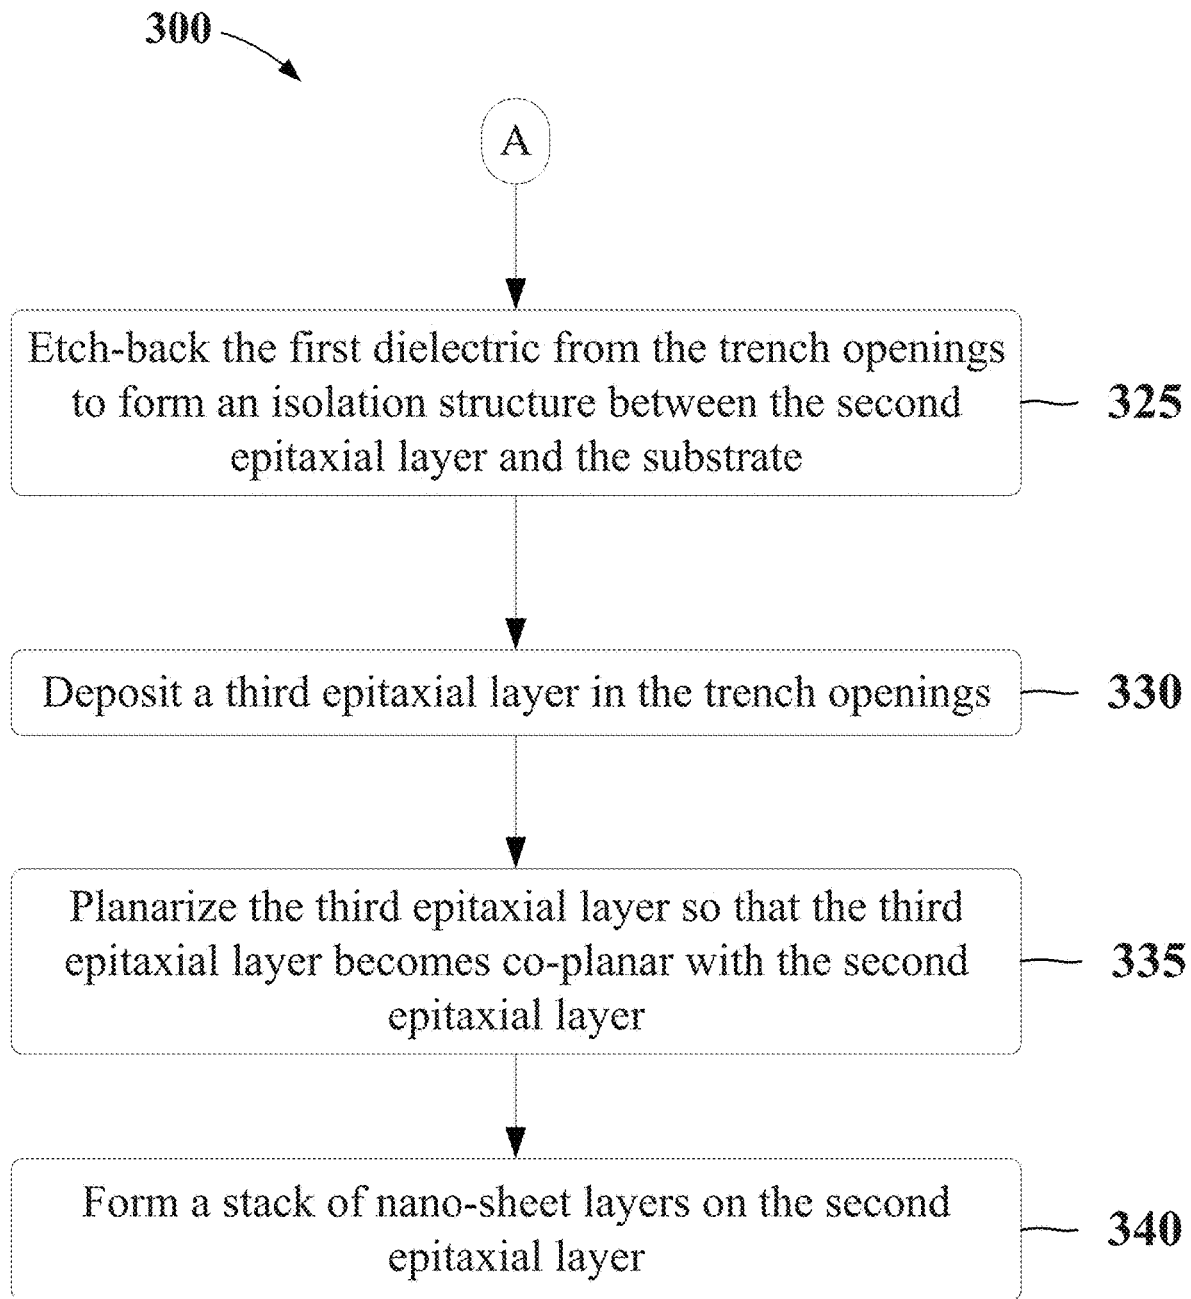 300
A
Etch-back the first dielectric from the trench openings
to form an isolation structure between the second
epitaxial layer and the substrate
325
Deposit a third epitaxial layer in the trench openings
330
Planarize the third epitaxial layer so that the third
epitaxial layer becomes co-planar with the second
epitaxial layer
335
Form a stack of nano-sheet layers on the second
epitaxial layer
340